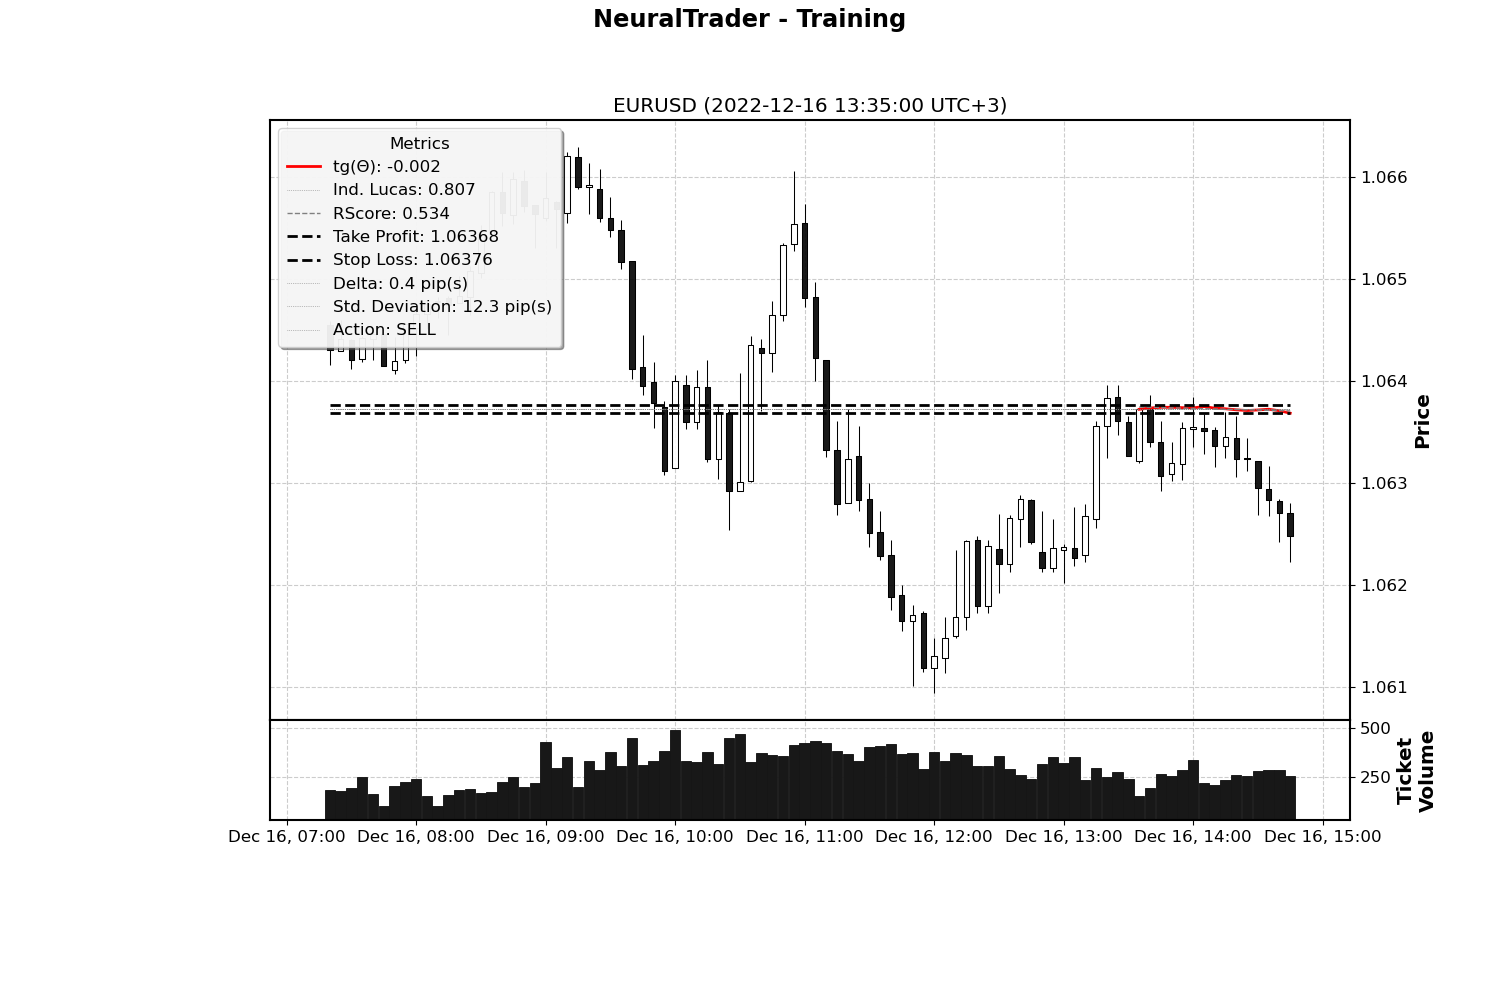 NeuralTrader - Training
EURUSD (2022-12-16 13:35:00 UTC+3)
Metrics
tg(Θ): -0.002
Ind. Lucas: 0.807
RScore: 0.534
Take Profit: 1.06368
Stop Loss: 1.06376
Delta: 0.4 pip(s)
Std. Deviation: 12.3 pip(s)
Action: SELL
1.066
1.065
1.064
1.063
1.062
1.061
Price
500
250
Ticket
Volume
Dec 16, 07:00
Dec 16, 08:00
Dec 16, 09:00
Dec 16, 10:00
Dec 16, 11:00
Dec 16, 12:00
Dec 16, 13:00
Dec 16, 14:00
Dec 16, 15:00